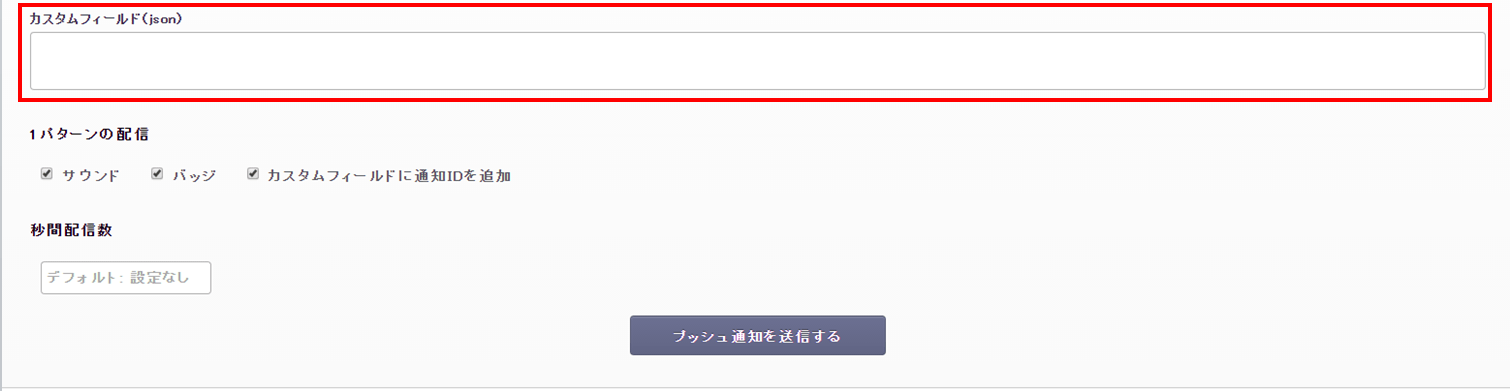 カスタムフィールド(json)
1パターンの配信
サウンド バッジ カスタムフィールドに通知IDを追加
秒間配信数
デフォルト: 設定なし
プッシュ通知を送信する